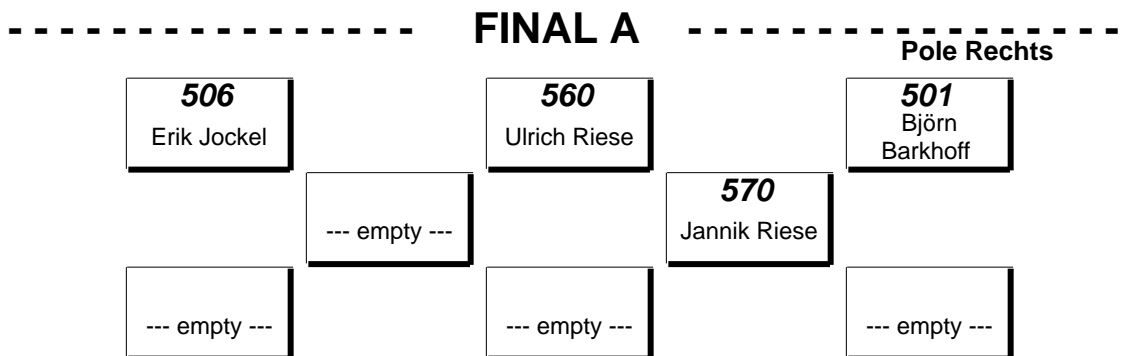 - - - - - - - - - - - - - - - - - FINAL A - - - - - - - - - - - - - - - - - -
Pole Rechts
506 560 501
Erik Jockel Ulrich Riese Björn
Barkhoff
570
--- empty --- Jannik Riese
--- empty --- --- empty --- --- empty ---